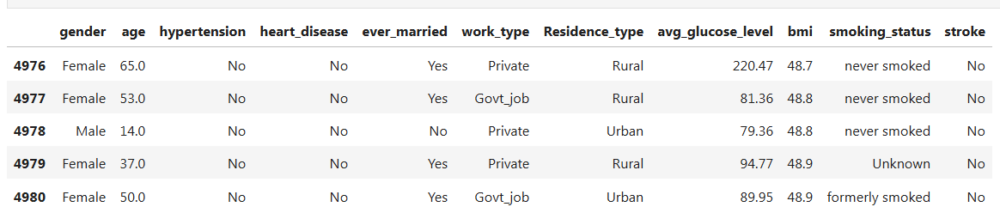 gender age hypertension heart_disease ever_married work_type Residence_type avg_glucose_level bmi smoking_status stroke
4976 Female 65.0 No No Yes Private Rural 220.47 48.7 never smoked No
4977 Female 53.0 No No Yes Govt_job Rural 81.36 48.8 never smoked No
4978 Male 14.0 No No No Private Urban 79.36 48.8 never smoked No
4979 Female 37.0 No No Yes Private Rural 94.77 48.9 Unknown No
4980 Female 50.0 No No Yes Govt_job Urban 89.95 48.9 formerly smoked No